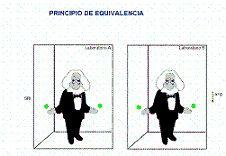 PRINCIPIO DE EQUIVALENCIA
Laboratorio A
Laboratorio B